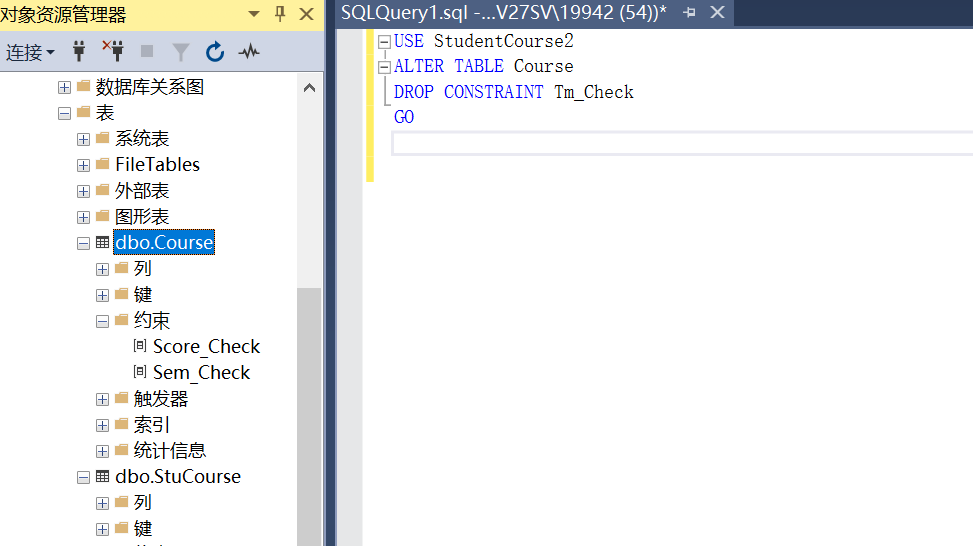 对象资源管理器
连接
数据库关系图
表
系统表
FileTables
外部表
图形表
dbo.Course
列
键
约束
Score_Check
Sem_Check
触发器
索引
统计信息
dbo.StuCourse
列
键
SQLQuery1.sql -...V27SV\19942 (54))*
USE StudentCourse2
ALTER TABLE Course
DROP CONSTRAINT Tm_Check
GO